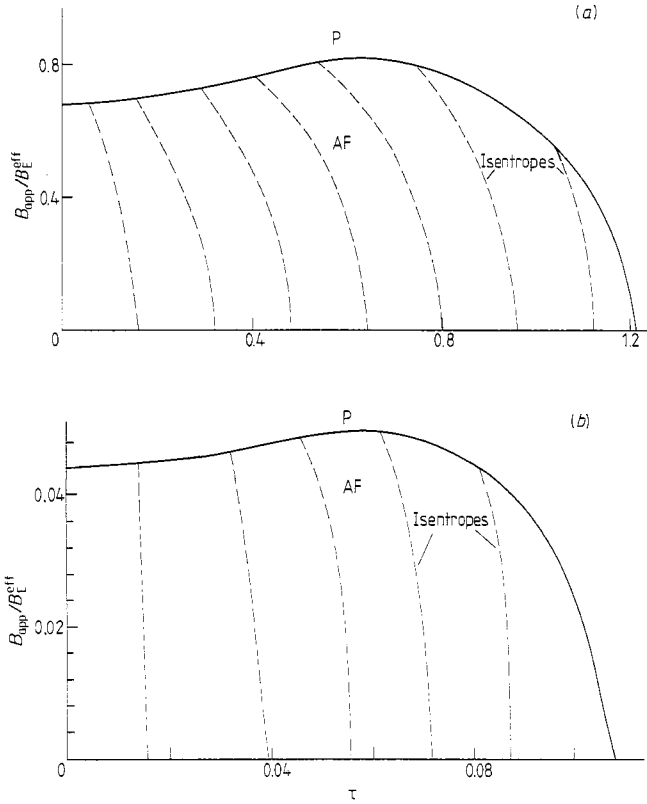 (a)
P
0.8
AF
Isentropes
0.4
B_app/B_E^eff
0 0.4 0.8 1.2
(b)
P
AF
0.04
Isentropes
0.02
B_app/B_E^eff
0 0.04 0.08
τ